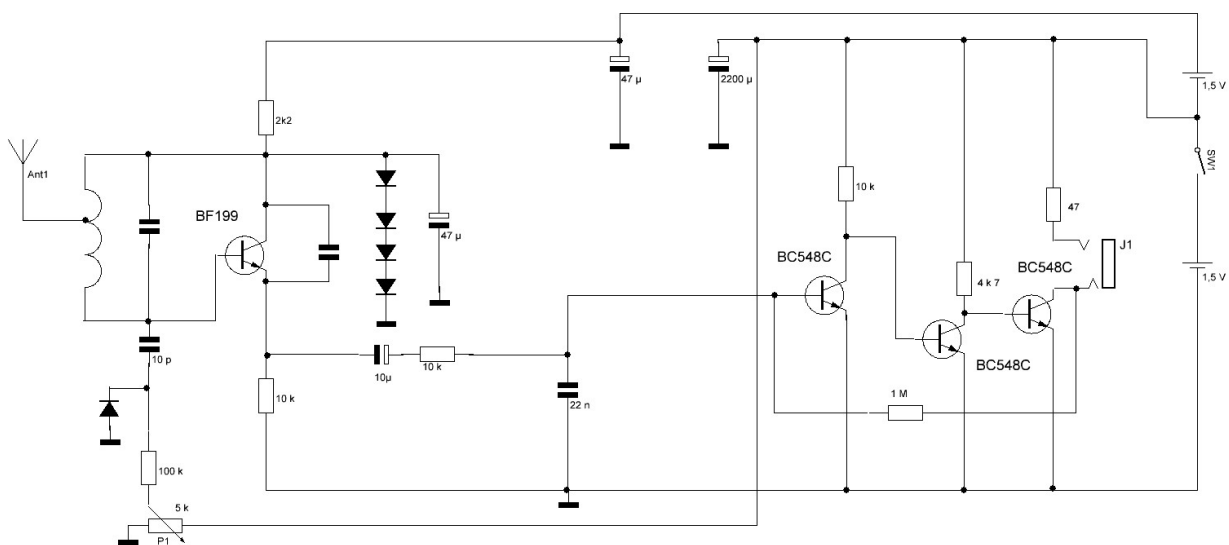 47 µ
2200 µ
1,5 V
2k2
Ant1
SW1
10 k
47
BF199
47 µ
J1
BC548C
BC548C
1,5 V
4 k 7
10 p
BC548C
10µ
10 k
10 k
22 n
1 M
100 k
5 k
P1